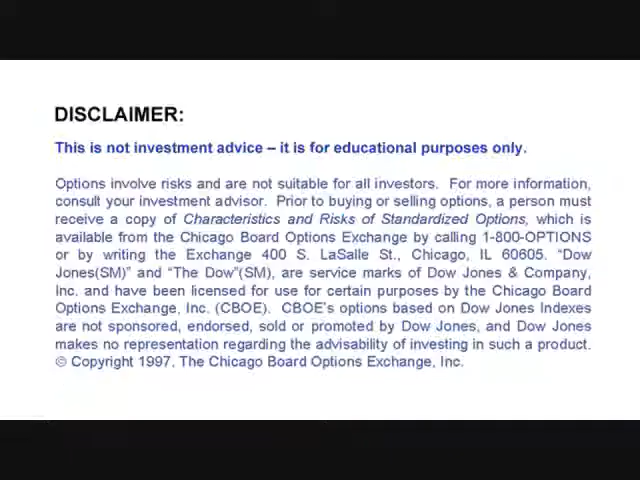 DISCLAIMER:
This is not investment advice – it is for educational purposes only.
Options involve risks and are not suitable for all investors.  For more information,
consult your investment advisor.  Prior to buying or selling options, a person must
receive a copy of Characteristics and Risks of Standardized Options, which is
available from the Chicago Board Options Exchange by calling 1-800-OPTIONS
or by writing the Exchange 400 S. LaSalle St., Chicago, IL 60605. “Dow
Jones(SM)” and “The Dow”(SM), are service marks of Dow Jones & Company,
Inc. and have been licensed for use for certain purposes by the Chicago Board
Options Exchange, Inc. (CBOE).  CBOE’s options based on Dow Jones Indexes
are not sponsored, endorsed, sold or promoted by Dow Jones, and Dow Jones
makes no representation regarding the advisability of investing in such a product.
© Copyright 1997, The Chicago Board Options Exchange, Inc.